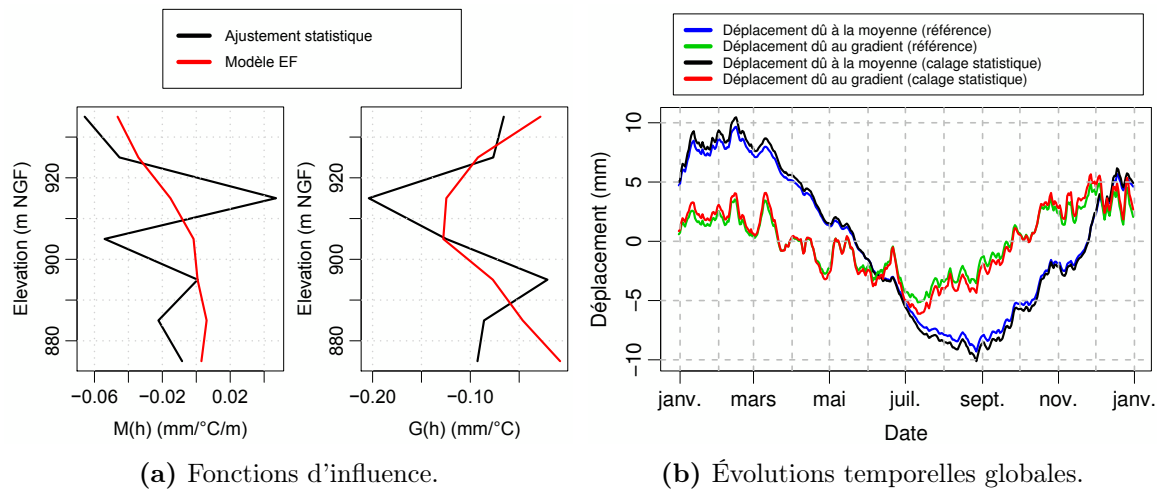 Ajustement statistique
Modèle EF
Elevation (m NGF)
880
900
920
−0.06
−0.02
0.02
M(h) (mm/°C/m)
Elevation (m NGF)
880
900
920
−0.20
−0.10
G(h) (mm/°C)
(a) Fonctions d'influence.
Déplacement dû à la moyenne (référence)
Déplacement dû au gradient (référence)
Déplacement dû à la moyenne (calage statistique)
Déplacement dû au gradient (calage statistique)
Déplacement (mm)
10
5
0
−5
−10
janv.
mars
mai
juil.
sept.
nov.
janv.
Date
(b) Évolutions temporelles globales.